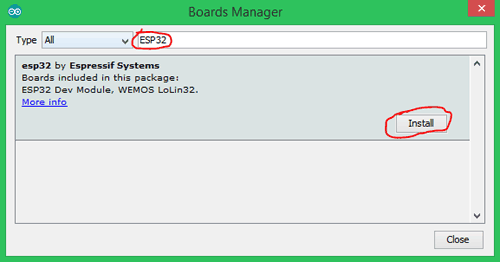 Boards Manager
Type All ESP32
esp32 by Espressif Systems
Boards included in this package:
ESP32 Dev Module, WEMOS LoLin32.
More info
Install
Close